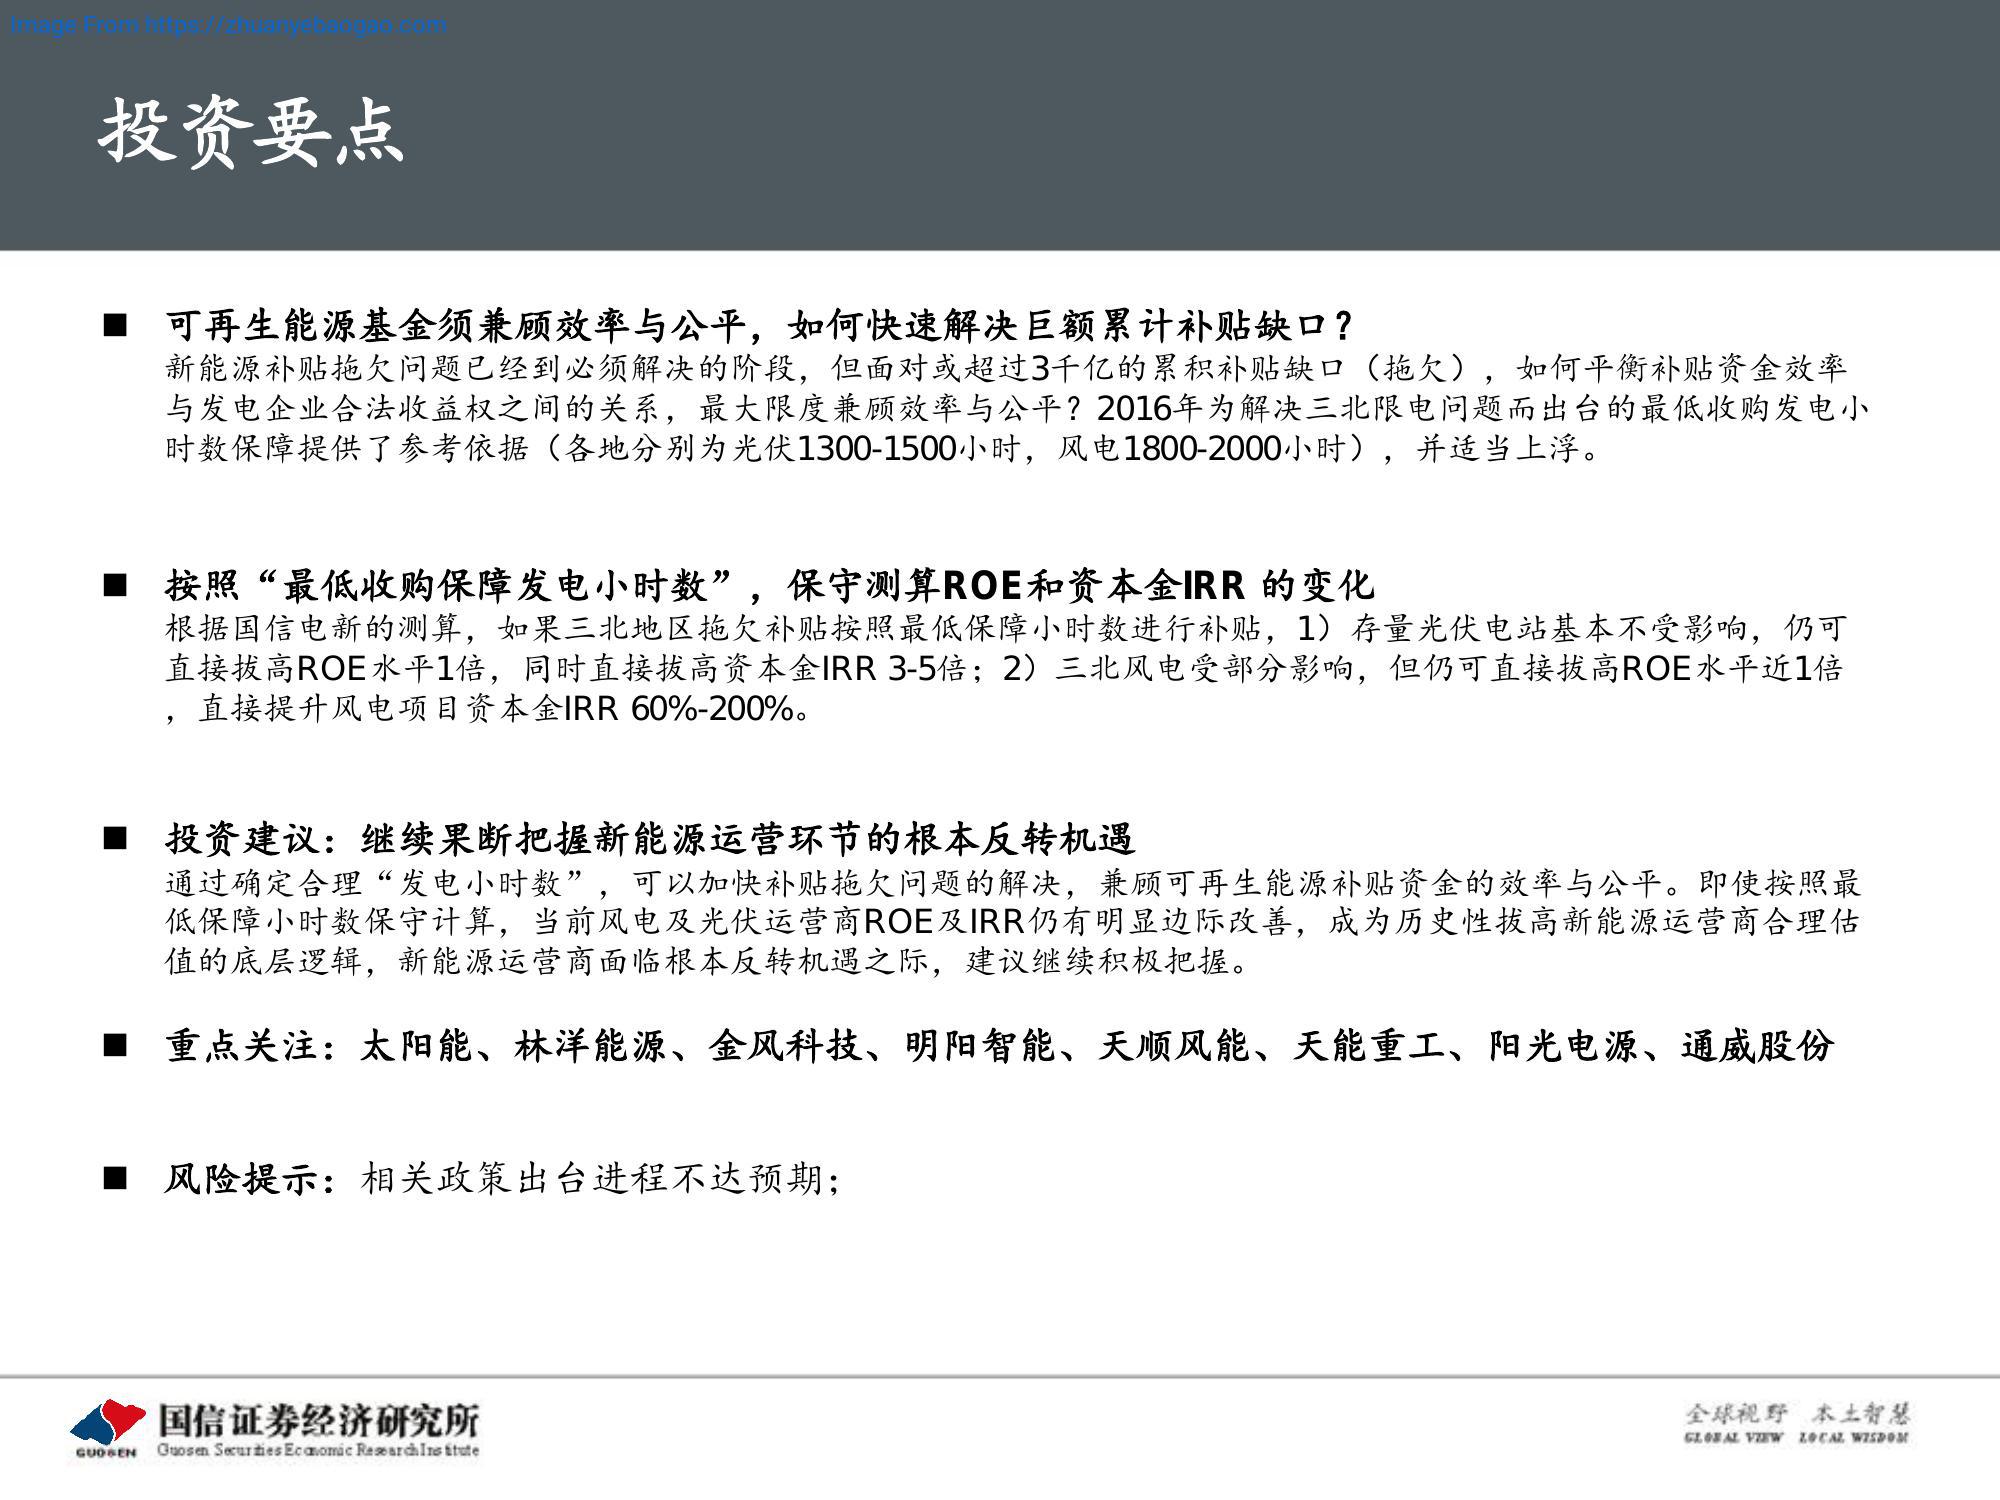 Image From https://zhuanyebaogao.com
投资要点
■ 可再生能源基金须兼顾效率与公平，如何快速解决巨额累计补贴缺口？
新能源补贴拖欠问题已经到必须解决的阶段，但面对或超过3千亿的累积补贴缺口（拖欠），如何平衡补贴资金效率
与发电企业合法收益权之间的关系，最大限度兼顾效率与公平？2016年为解决三北限电问题而出台的最低收购发电小
时数保障提供了参考依据（各地分别为光伏1300-1500小时，风电1800-2000小时），并适当上浮。
■ 按照“最低收购保障发电小时数”，保守测算ROE和资本金IRR 的变化
根据国信电新的测算，如果三北地区拖欠补贴按照最低保障小时数进行补贴，1）存量光伏电站基本不受影响，仍可
直接拔高ROE水平1倍，同时直接拔高资本金IRR 3-5倍；2）三北风电受部分影响，但仍可直接拔高ROE水平近1倍
，直接提升风电项目资本金IRR 60%-200%。
■ 投资建议：继续果断把握新能源运营环节的根本反转机遇
通过确定合理“发电小时数”，可以加快补贴拖欠问题的解决，兼顾可再生能源补贴资金的效率与公平。即使按照最
低保障小时数保守计算，当前风电及光伏运营商ROE及IRR仍有明显边际改善，成为历史性拔高新能源运营商合理估
值的底层逻辑，新能源运营商面临根本反转机遇之际，建议继续积极把握。
■ 重点关注：太阳能、林洋能源、金风科技、明阳智能、天顺风能、天能重工、阳光电源、通威股份
■ 风险提示：相关政策出台进程不达预期；
GUOSEN
国信证券经济研究所
Guosen Securities Economic Research Institute
全球视野 本土智慧
GLOBAL VIEW LOCAL WISDOM